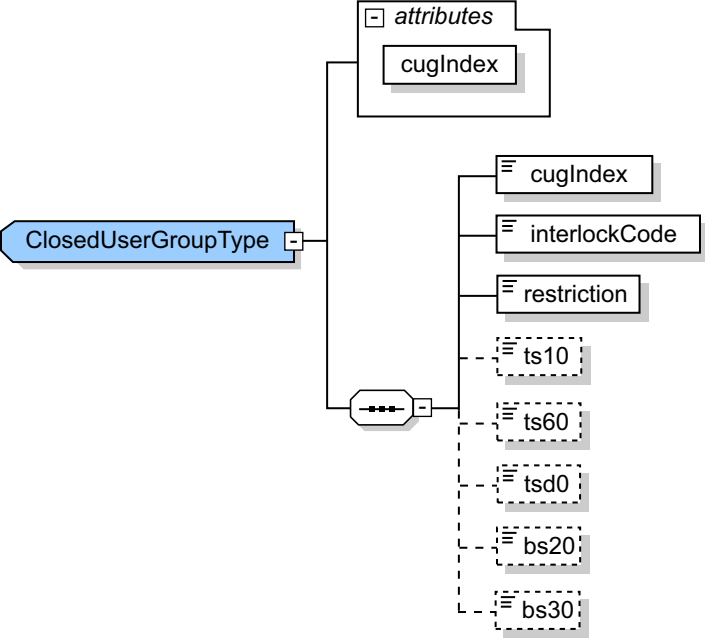 attributes
cugIndex
cugIndex
ClosedUserGroupType
interlockCode
restriction
ts10
ts60
tsd0
bs20
bs30